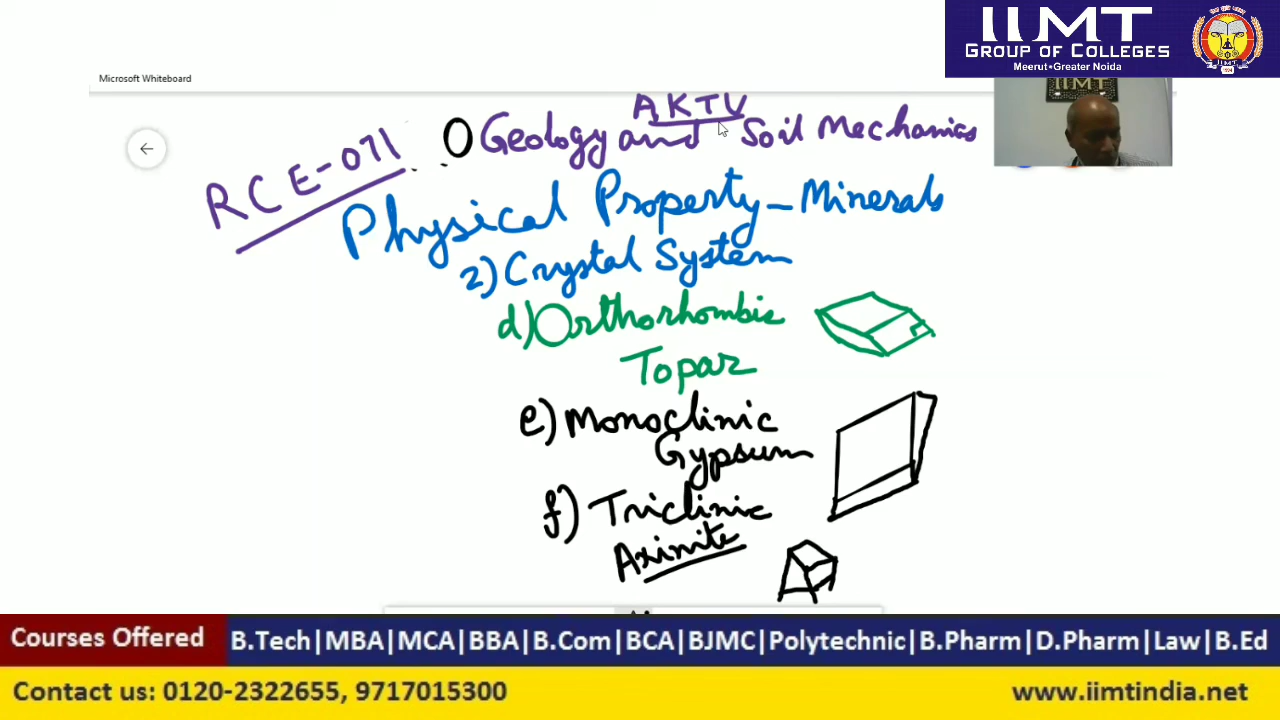 IIMT
GROUP OF COLLEGES
Meerut•Greater Noida
IIMT
Microsoft Whiteboard
AKTU
RCE-071
Geology and Soil Mechanics
Physical Property - Minerals
2) Crystal System
d) Orthorhombic
Topaz
e) Monoclinic
Gypsum
f) Triclinic
Axinite
Courses Offered
B.Tech|MBA|MCA|BBA|B.Com|BCA|BJMC|Polytechnic|B.Pharm|D.Pharm|Law|B.Ed
Contact us: 0120-2322655, 9717015300
www.iimtindia.net